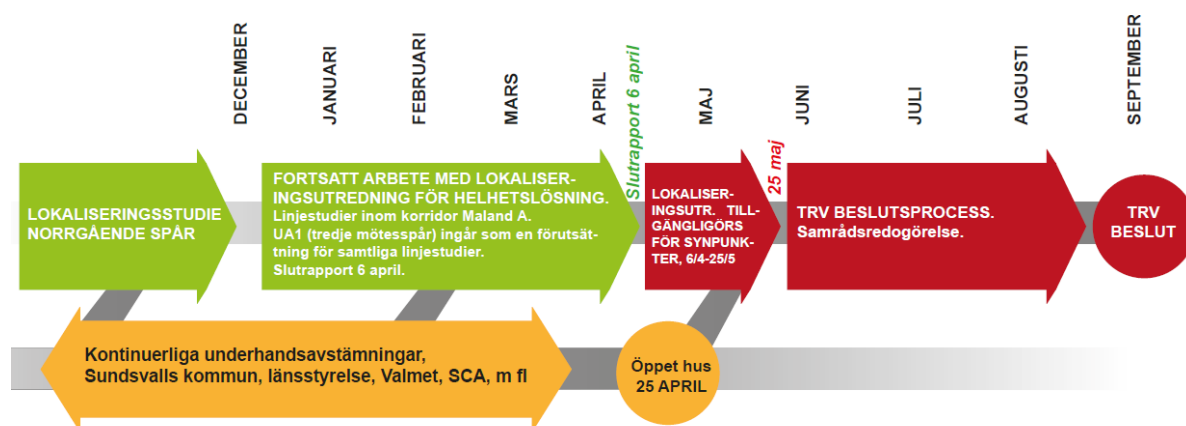 DECEMBER
JANUARI
FEBRUARI
MARS
APRIL
Slutrapport 6 april
MAJ
25 maj
JUNI
JULI
AUGUSTI
SEPTEMBER
LOKALISERINGSSTUDIE
NORRGÅENDE SPÅR
FORTSATT ARBETE MED LOKALISER-
INGSUTREDNING FÖR HELHETSLÖSNING.
Linjestudier inom korridor Maland A.
UA1 (tredje mötesspår) ingår som en förutsät-
tning för samtliga linjestudier.
Slutrapport 6 april.
LOKALISER-
INGSUTR. TILL-
GÄNGLIGÖRS
FÖR SYNPUNK-
TER, 6/4-25/5
TRV BESLUTSPROCESS.
Samrådsredogörelse.
TRV
BESLUT
Kontinuerliga underhandsavstämningar,
Sundsvalls kommun, länsstyrelse, Valmet, SCA, m fl
Öppet hus
25 APRIL